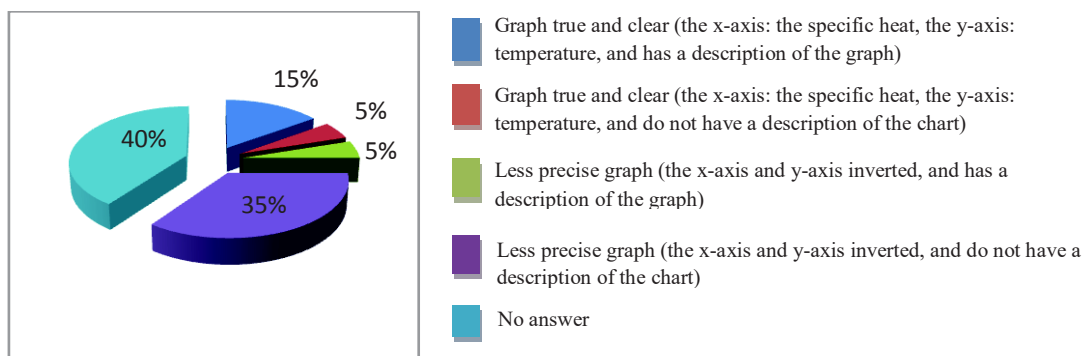 15%
5%
5%
35%
40%
Graph true and clear (the x-axis: the specific heat, the y-axis:
temperature, and has a description of the graph)
Graph true and clear (the x-axis: the specific heat, the y-axis:
temperature, and do not have a description of the chart)
Less precise graph (the x-axis and y-axis inverted, and has a
description of the graph)
Less precise graph (the x-axis and y-axis inverted, and do not have a
description of the chart)
No answer